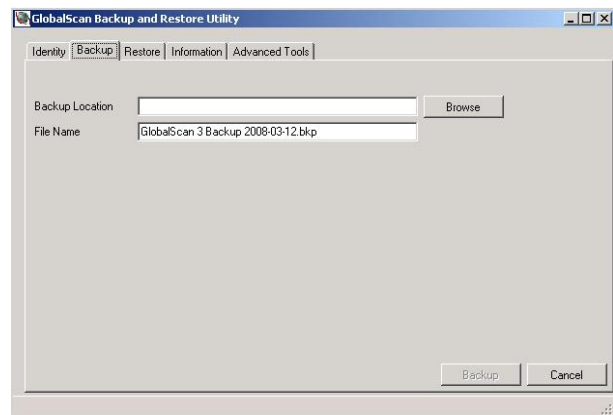 GlobalScan Backup and Restore Utility
Identity Backup Restore Information Advanced Tools
Backup Location Browse
File Name GlobalScan 3 Backup 2008-03-12.bkp
Backup Cancel